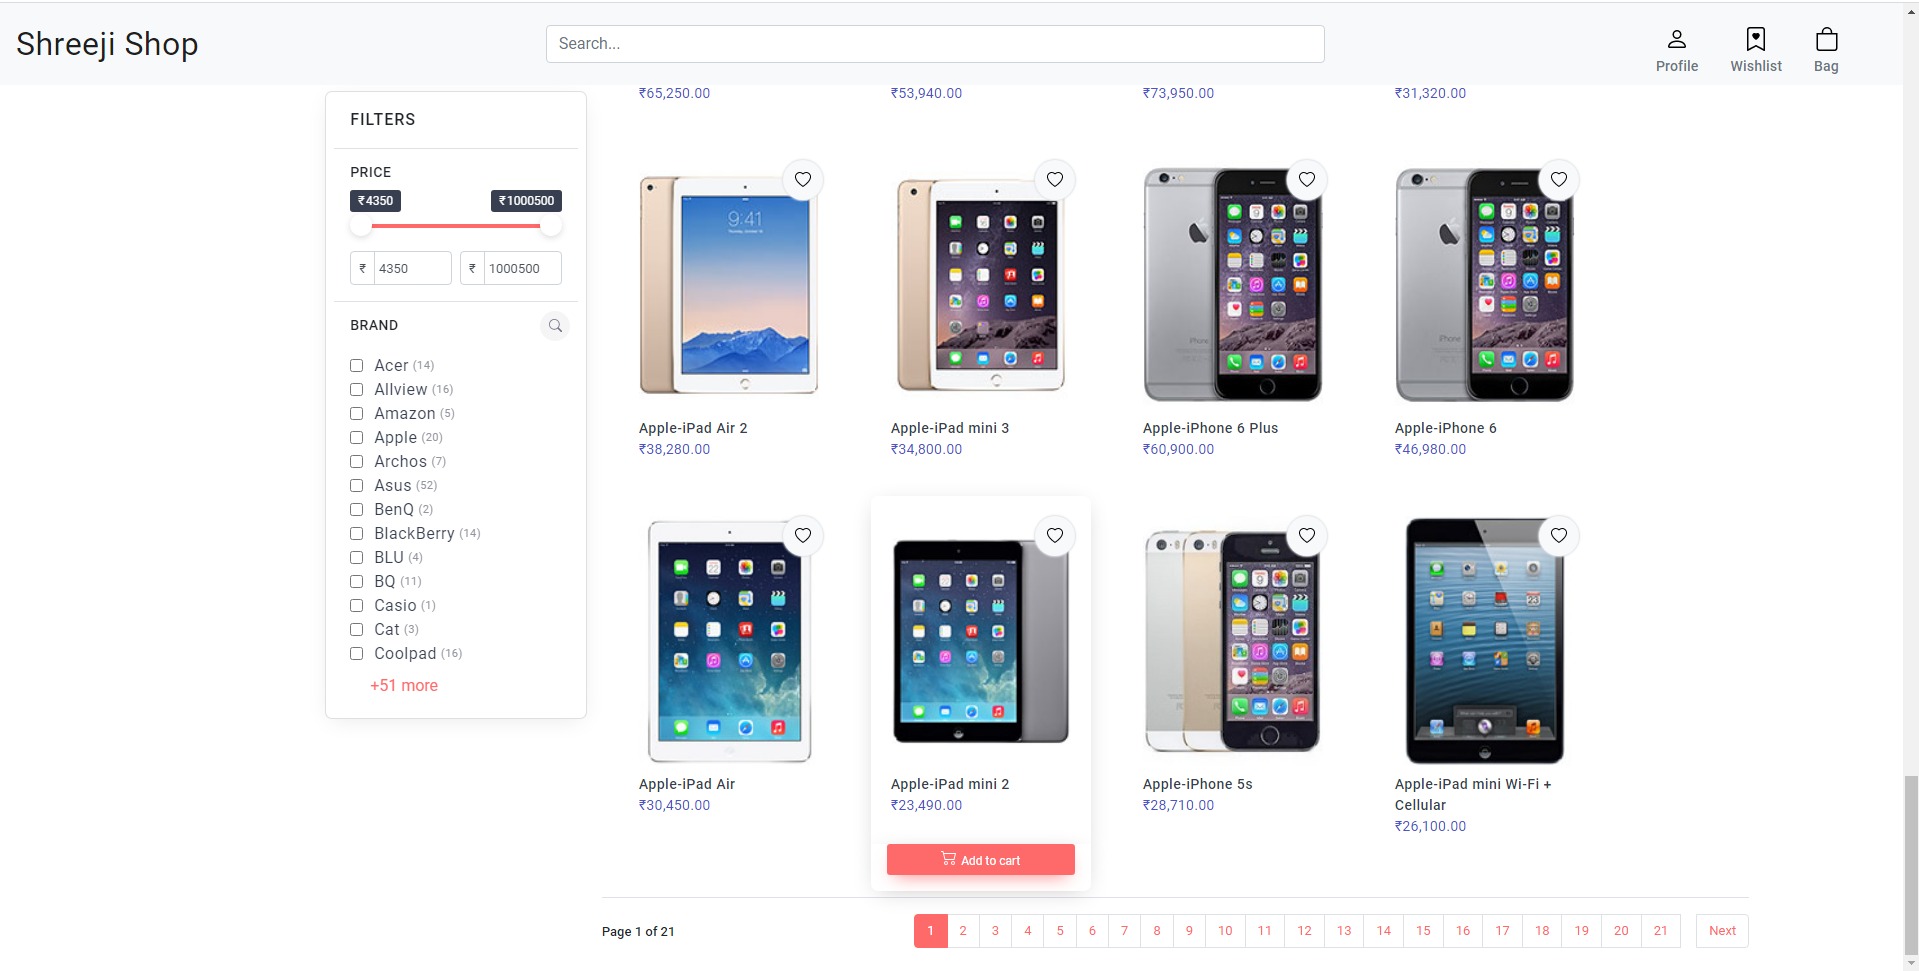 Shreeji Shop
Search...
Profile
Wishlist
Bag
FILTERS
PRICE
₹4350
₹1000500
₹ 4350
₹ 1000500
BRAND
Acer (14)
Allview (16)
Amazon (5)
Apple (20)
Archos (7)
Asus (52)
BenQ (2)
BlackBerry (14)
BLU (4)
BQ (11)
Casio (1)
Cat (3)
Coolpad (16)
+51 more
₹65,250.00
₹53,940.00
₹73,950.00
₹31,320.00
9:41
Apple-iPad Air 2
₹38,280.00
Apple-iPad mini 3
₹34,800.00
iPhone
Apple-iPhone 6 Plus
₹60,900.00
iPhone
Apple-iPhone 6
₹46,980.00
Apple-iPad Air
₹30,450.00
Apple-iPad mini 2
₹23,490.00
Add to cart
Apple-iPhone 5s
₹28,710.00
Apple-iPad mini Wi-Fi +
Cellular
₹26,100.00
Page 1 of 21
1 2 3 4 5 6 7 8 9 10 11 12 13 14 15 16 17 18 19 20 21 Next